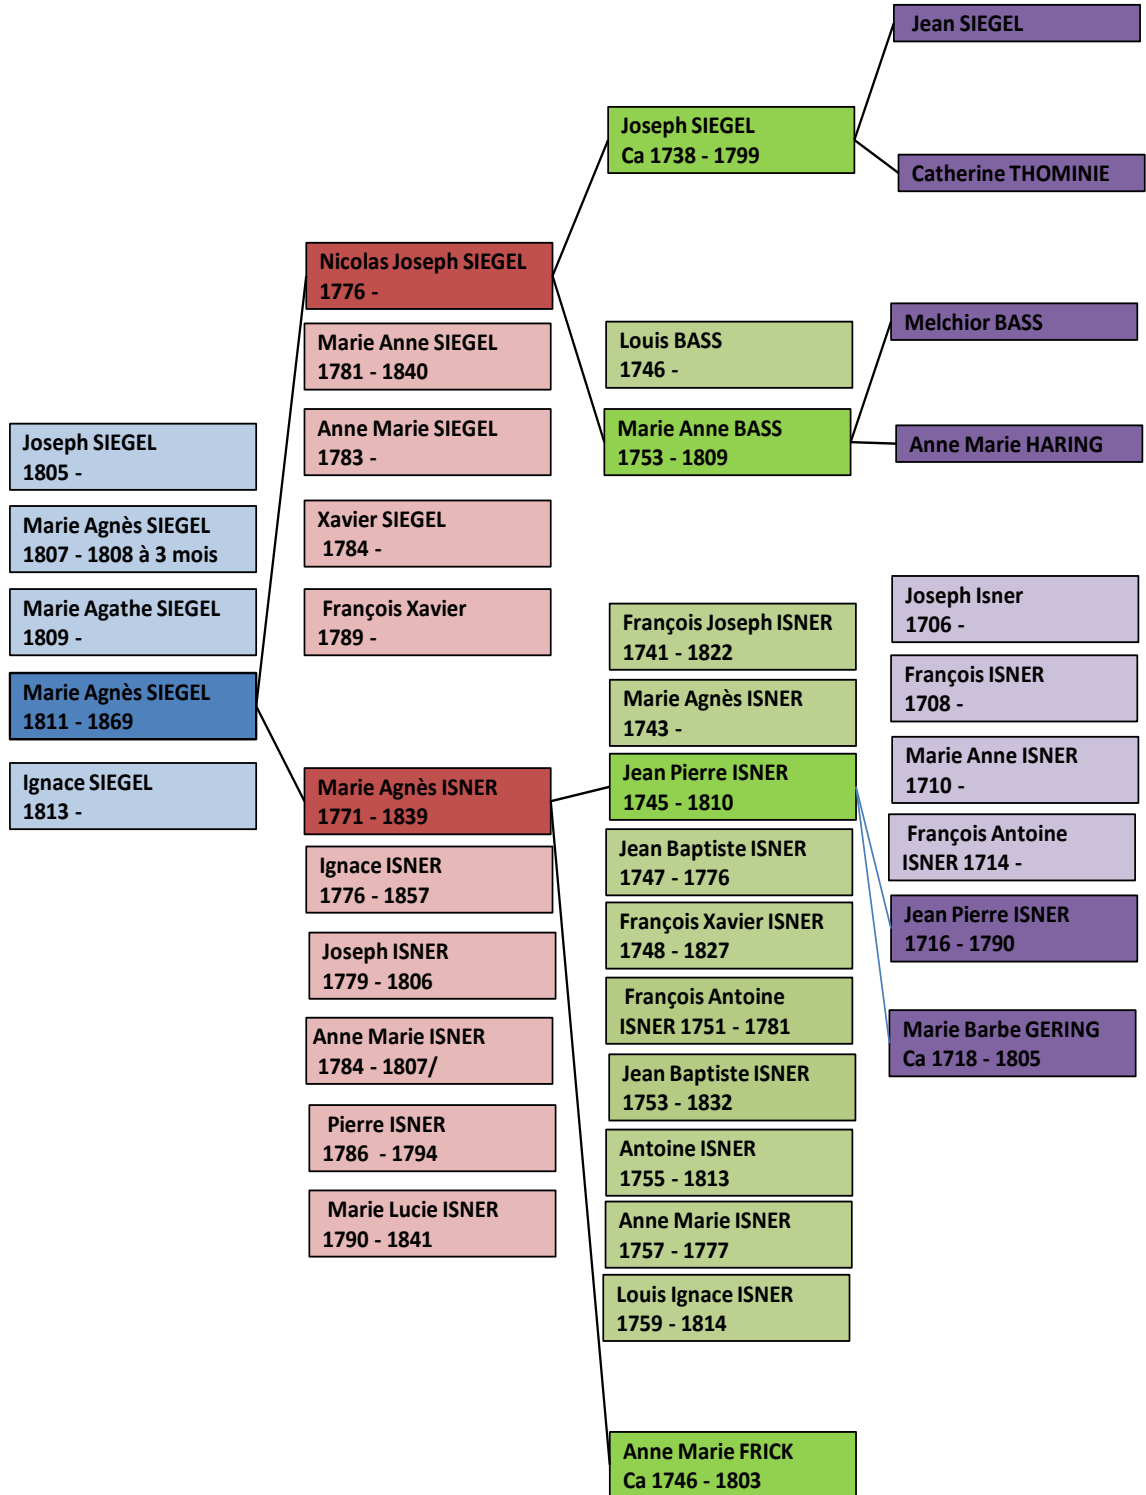 Jean SIEGEL
Joseph SIEGEL
Ca 1738 - 1799
Catherine THOMINIE
Nicolas Joseph SIEGEL
1776 -
Marie Anne SIEGEL
1781 - 1840
Anne Marie SIEGEL
1783 -
Xavier SIEGEL
1784 -
François Xavier
1789 -
Louis BASS
1746 -
Marie Anne BASS
1753 - 1809
Melchior BASS
Anne Marie HARING
Joseph SIEGEL
1805 -
Marie Agnès SIEGEL
1807 - 1808 à 3 mois
Marie Agathe SIEGEL
1809 -
Marie Agnès SIEGEL
1811 - 1869
Ignace SIEGEL
1813 -
Marie Agnès ISNER
1771 - 1839
Ignace ISNER
1776 - 1857
Joseph ISNER
1779 - 1806
Anne Marie ISNER
1784 - 1807/
Pierre ISNER
1786 - 1794
Marie Lucie ISNER
1790 - 1841
François Joseph ISNER
1741 - 1822
Marie Agnès ISNER
1743 -
Jean Pierre ISNER
1745 - 1810
Jean Baptiste ISNER
1747 - 1776
François Xavier ISNER
1748 - 1827
François Antoine
ISNER 1751 - 1781
Jean Baptiste ISNER
1753 - 1832
Antoine ISNER
1755 - 1813
Anne Marie ISNER
1757 - 1777
Louis Ignace ISNER
1759 - 1814
Anne Marie FRICK
Ca 1746 - 1803
Joseph Isner
1706 -
François ISNER
1708 -
Marie Anne ISNER
1710 -
François Antoine
ISNER 1714 -
Jean Pierre ISNER
1716 - 1790
Marie Barbe GERING
Ca 1718 - 1805